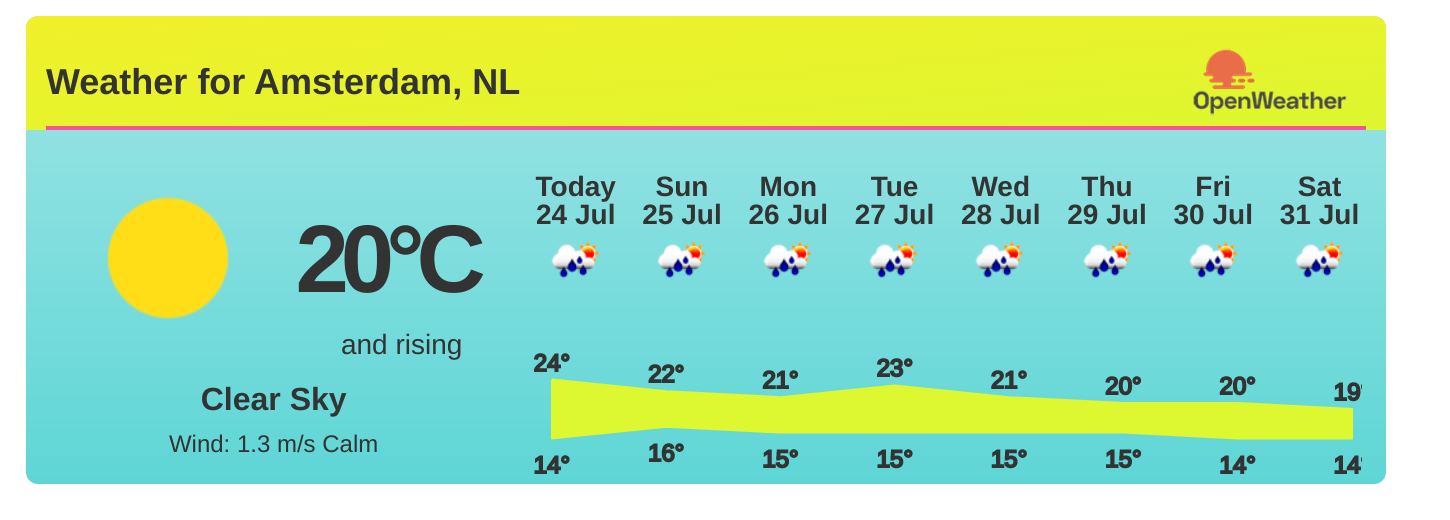 Weather for Amsterdam, NL
OpenWeather
20°C
and rising
Clear Sky
Wind: 1.3 m/s Calm
Today Sun Mon Tue Wed Thu Fri Sat
24 Jul 25 Jul 26 Jul 27 Jul 28 Jul 29 Jul 30 Jul 31 Jul
24° 22° 21° 23° 21° 20° 20° 19°
14° 16° 15° 15° 15° 15° 14° 14°